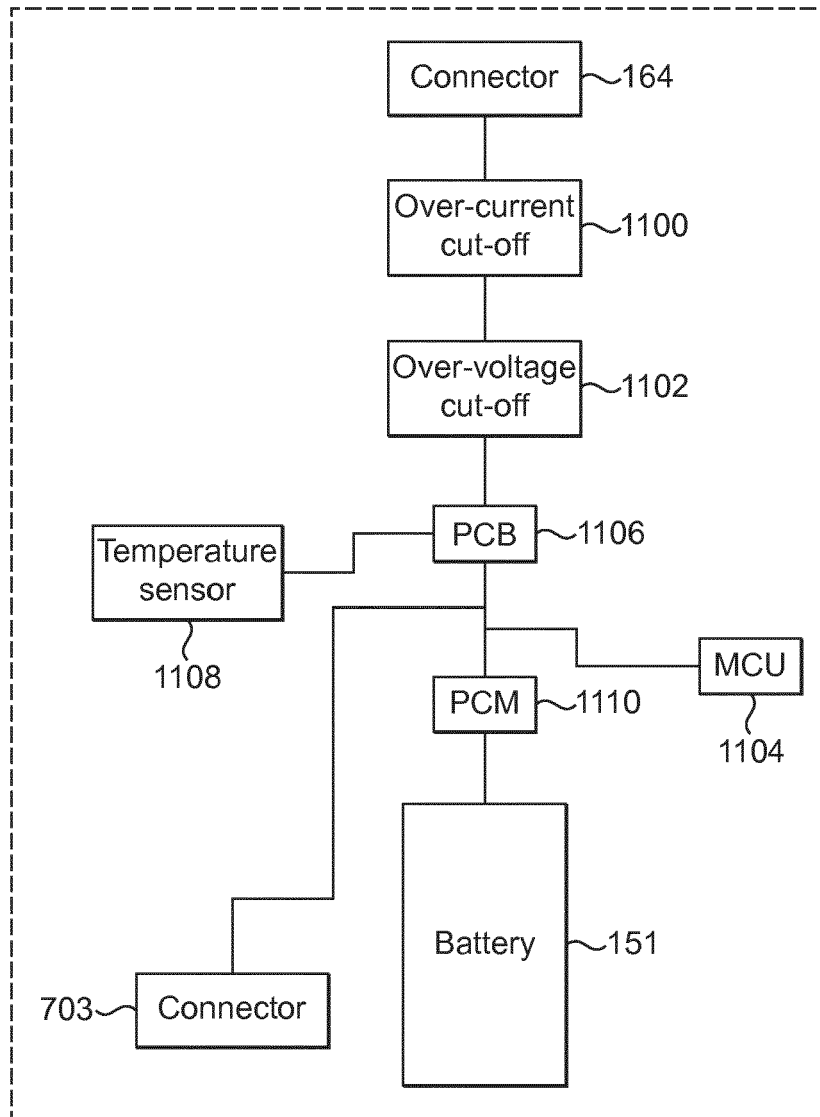 Connector
164
Over-current
cut-off
1100
Over-voltage
cut-off
1102
PCB
1106
Temperature
sensor
1108
MCU
1104
PCM
1110
Battery
151
703
Connector